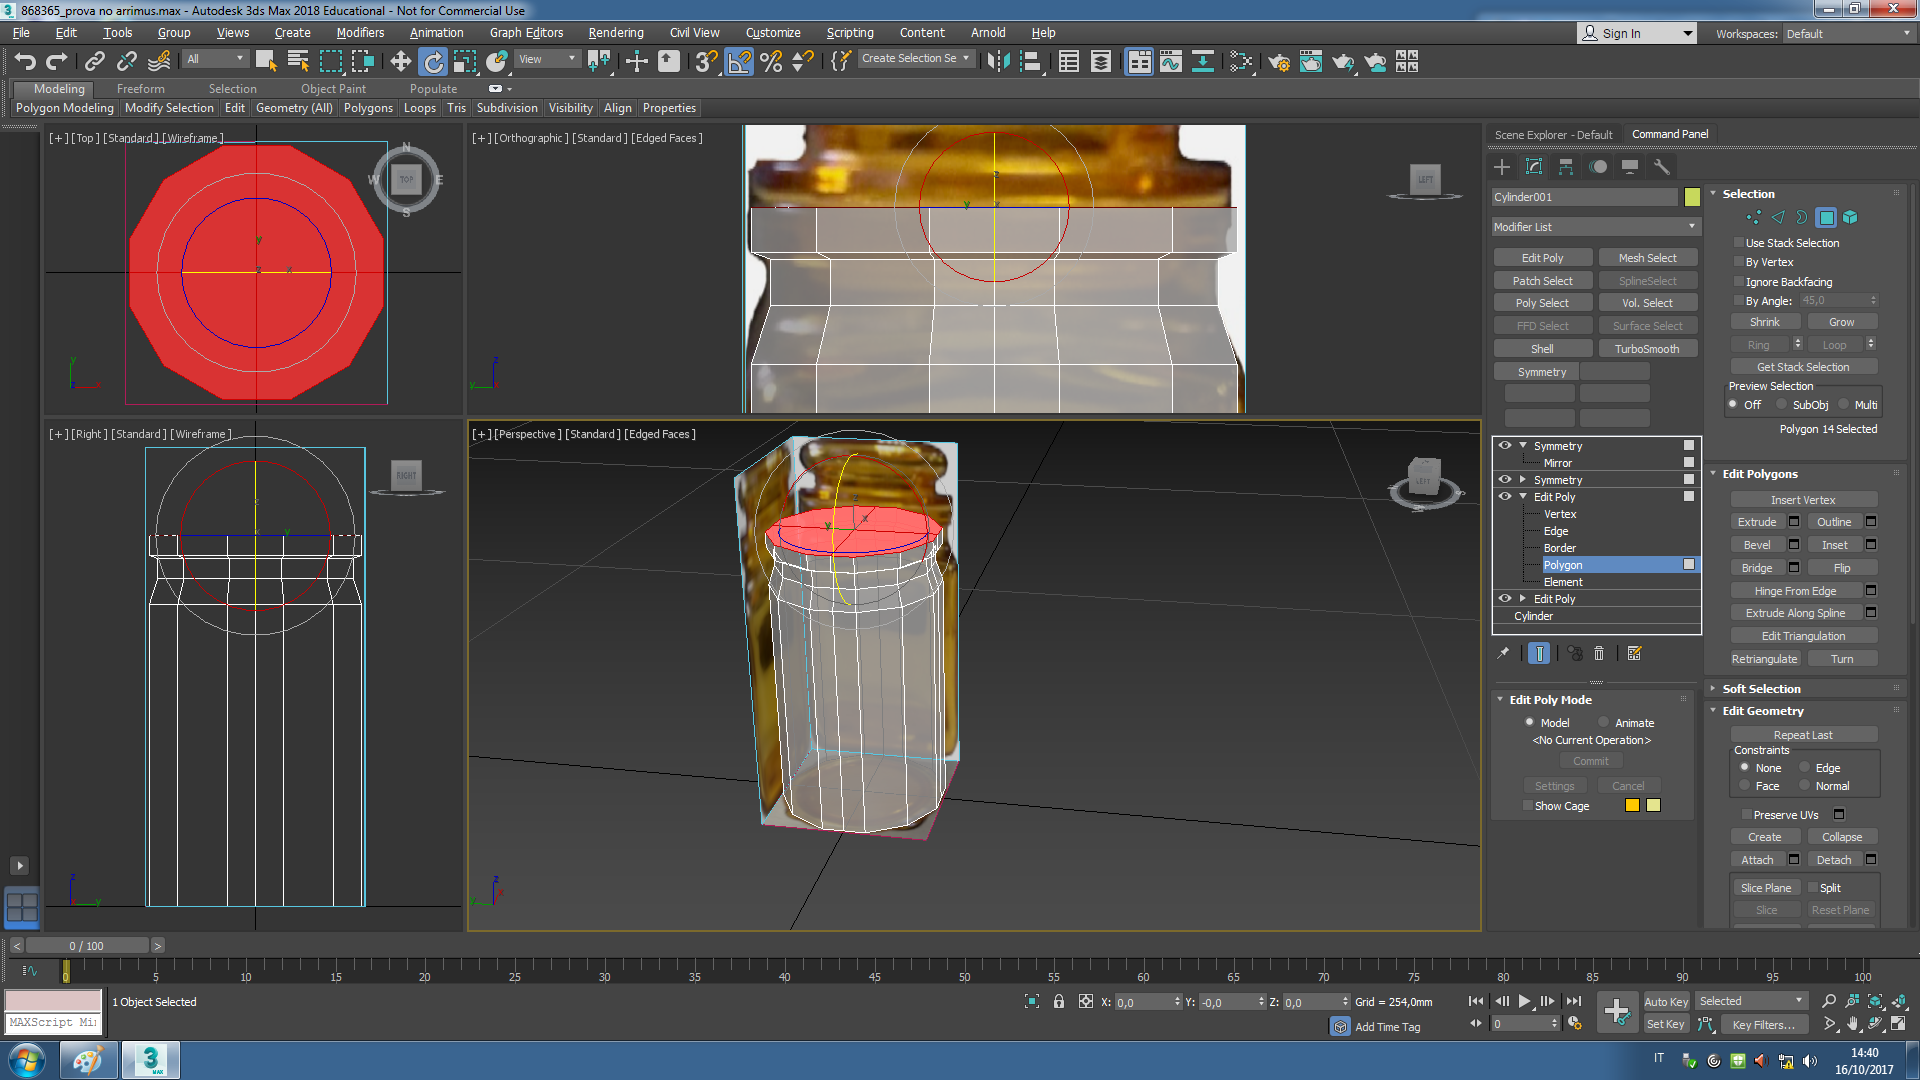 868365_prova no arrimus.max - Autodesk 3ds Max 2018 Educational - Not for Commercial Use
File Edit Tools Group Views Create Modifiers Animation Graph Editors Rendering Civil View Customize Scripting Content Arnold Help Sign In Workspaces: Default
All View Create Selection Se
Modeling Freeform Selection Object Paint Populate
Polygon Modeling Modify Selection Edit Geometry (All) Polygons Loops Tris Subdivision Visibility Align Properties
[+] [Top] [Standard] [Wireframe]
N
W TOP E
S
y
x
[+] [Orthographic] [Standard] [Edged Faces]
LEFT
z
y x
[+] [Right] [Standard] [Wireframe]
RIGHT
[+] [Perspective] [Standard] [Edged Faces]
LEFT
Scene Explorer - Default Command Panel
Cylinder001
Modifier List
Edit Poly Mesh Select
Patch Select SplineSelect
Poly Select Vol. Select
FFD Select Surface Select
Shell TurboSmooth
Symmetry
Symmetry
Mirror
Symmetry
Edit Poly
Vertex
Edge
Border
Polygon
Element
Edit Poly
Cylinder
Edit Poly Mode
Model Animate
<No Current Operation>
Commit
Settings Cancel
Show Cage
Selection
Use Stack Selection
By Vertex
Ignore Backfacing
By Angle: 45,0
Shrink Grow
Ring Loop
Get Stack Selection
Preview Selection
Off SubObj Multi
Polygon 14 Selected
Edit Polygons
Insert Vertex
Extrude Outline
Bevel Inset
Bridge Flip
Hinge From Edge
Extrude Along Spline
Edit Triangulation
Retriangulate Turn
Soft Selection
Edit Geometry
Repeat Last
Constraints
None Edge
Face Normal
Preserve UVs
Create Collapse
Attach Detach
Slice Plane Split
Slice Reset Plane
< 0 / 100 >
0 5 10 15 20 25 30 35 40 45 50 55 60 65 70 75 80 85 90 95 100
1 Object Selected
X: 0,0 Y: -0,0 Z: 0,0 Grid = 254,0mm
Auto Key Selected
MAXScript Mi
Add Time Tag
0
Set Key Key Filters...
3
MAX
IT
14:40
16/10/2017